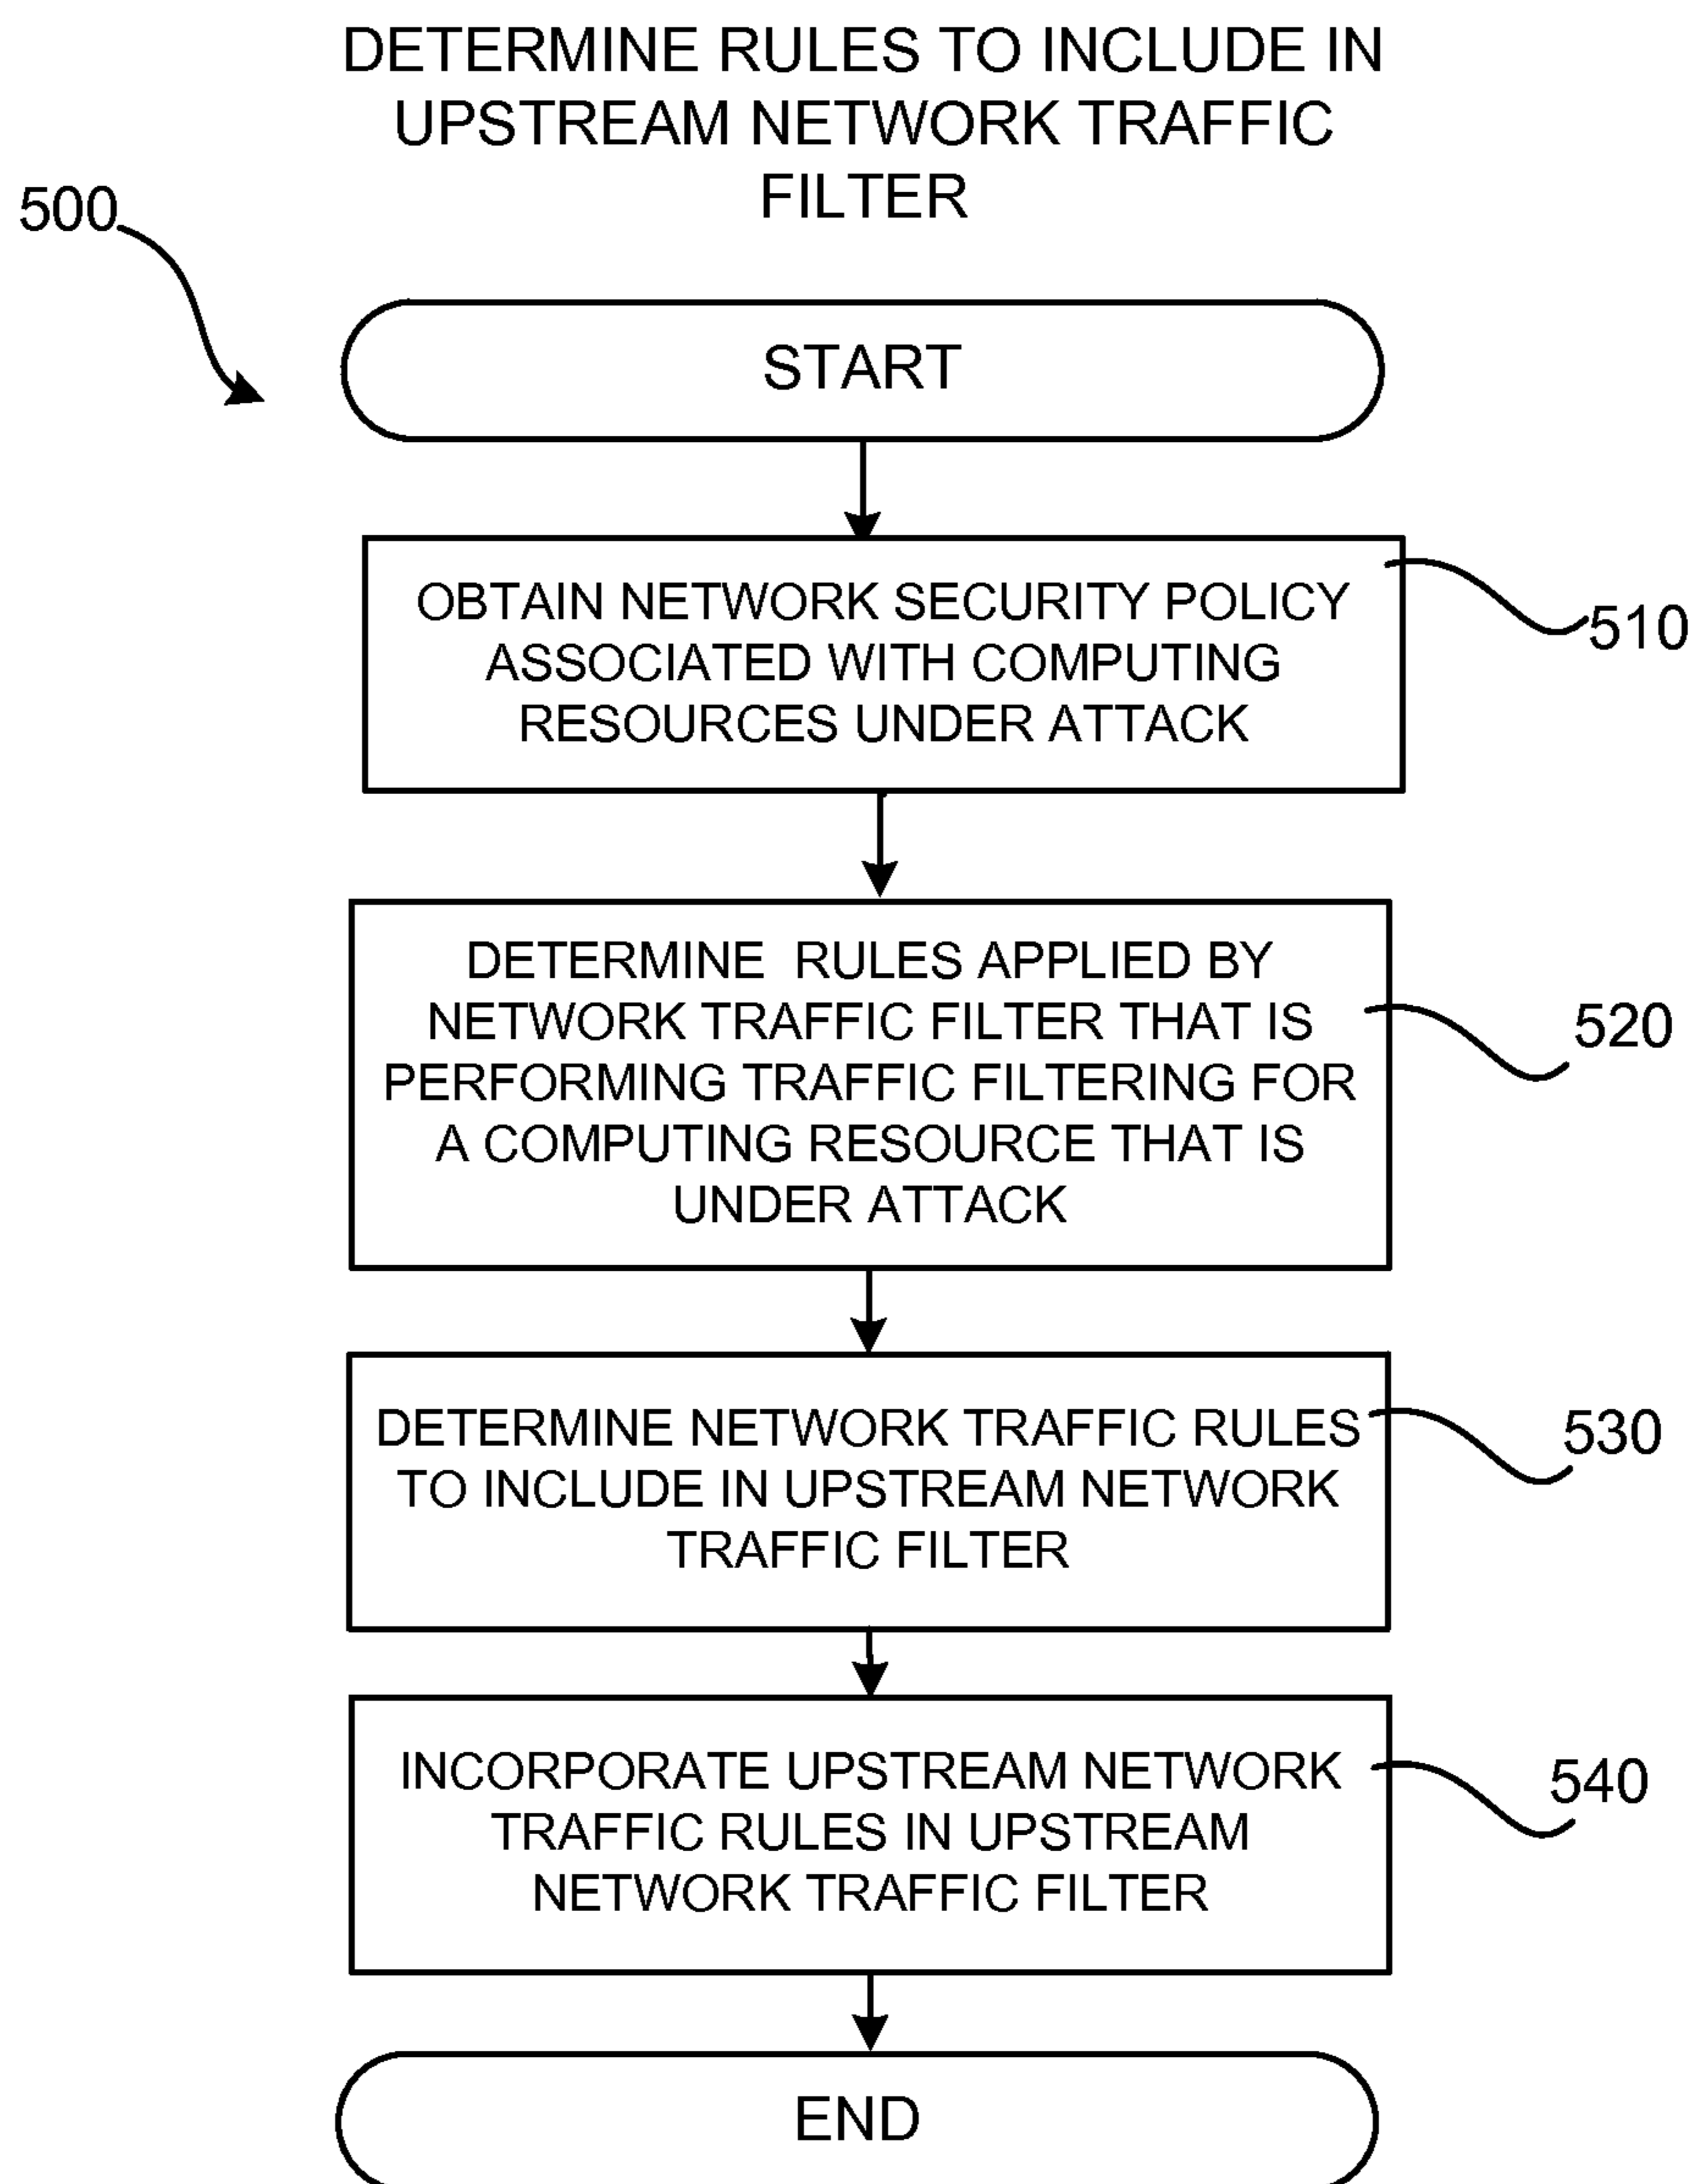 DETERMINE RULES TO INCLUDE IN
UPSTREAM NETWORK TRAFFIC
FILTER
500
START
OBTAIN NETWORK SECURITY POLICY
ASSOCIATED WITH COMPUTING
RESOURCES UNDER ATTACK
510
DETERMINE RULES APPLIED BY
NETWORK TRAFFIC FILTER THAT IS
PERFORMING TRAFFIC FILTERING FOR
A COMPUTING RESOURCE THAT IS
UNDER ATTACK
520
DETERMINE NETWORK TRAFFIC RULES
TO INCLUDE IN UPSTREAM NETWORK
TRAFFIC FILTER
530
INCORPORATE UPSTREAM NETWORK
TRAFFIC RULES IN UPSTREAM
NETWORK TRAFFIC FILTER
540
END